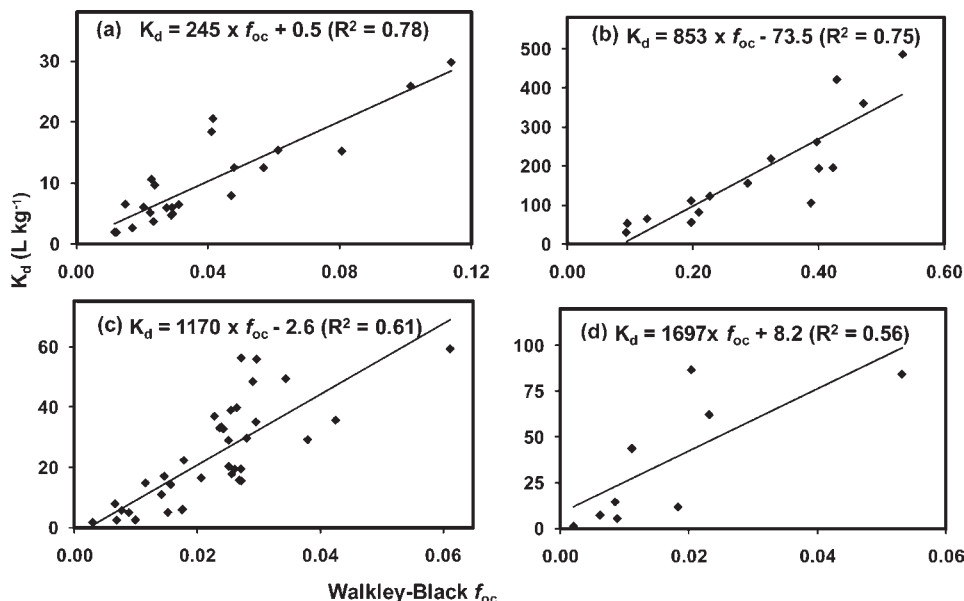 (a) K_d = 245 x f_oc + 0.5 (R² = 0.78)
30
20
10
0
0.00 0.04 0.08 0.12
(b) K_d = 853 x f_oc - 73.5 (R² = 0.75)
500
400
300
200
100
0
0.00 0.20 0.40 0.60
K_d (L kg⁻¹)
(c) K_d = 1170 x f_oc - 2.6 (R² = 0.61)
60
40
20
0
0.00 0.02 0.04 0.06
(d) K_d = 1697x f_oc + 8.2 (R² = 0.56)
100
75
50
25
0
0.00 0.02 0.04 0.06
Walkley-Black f_oc